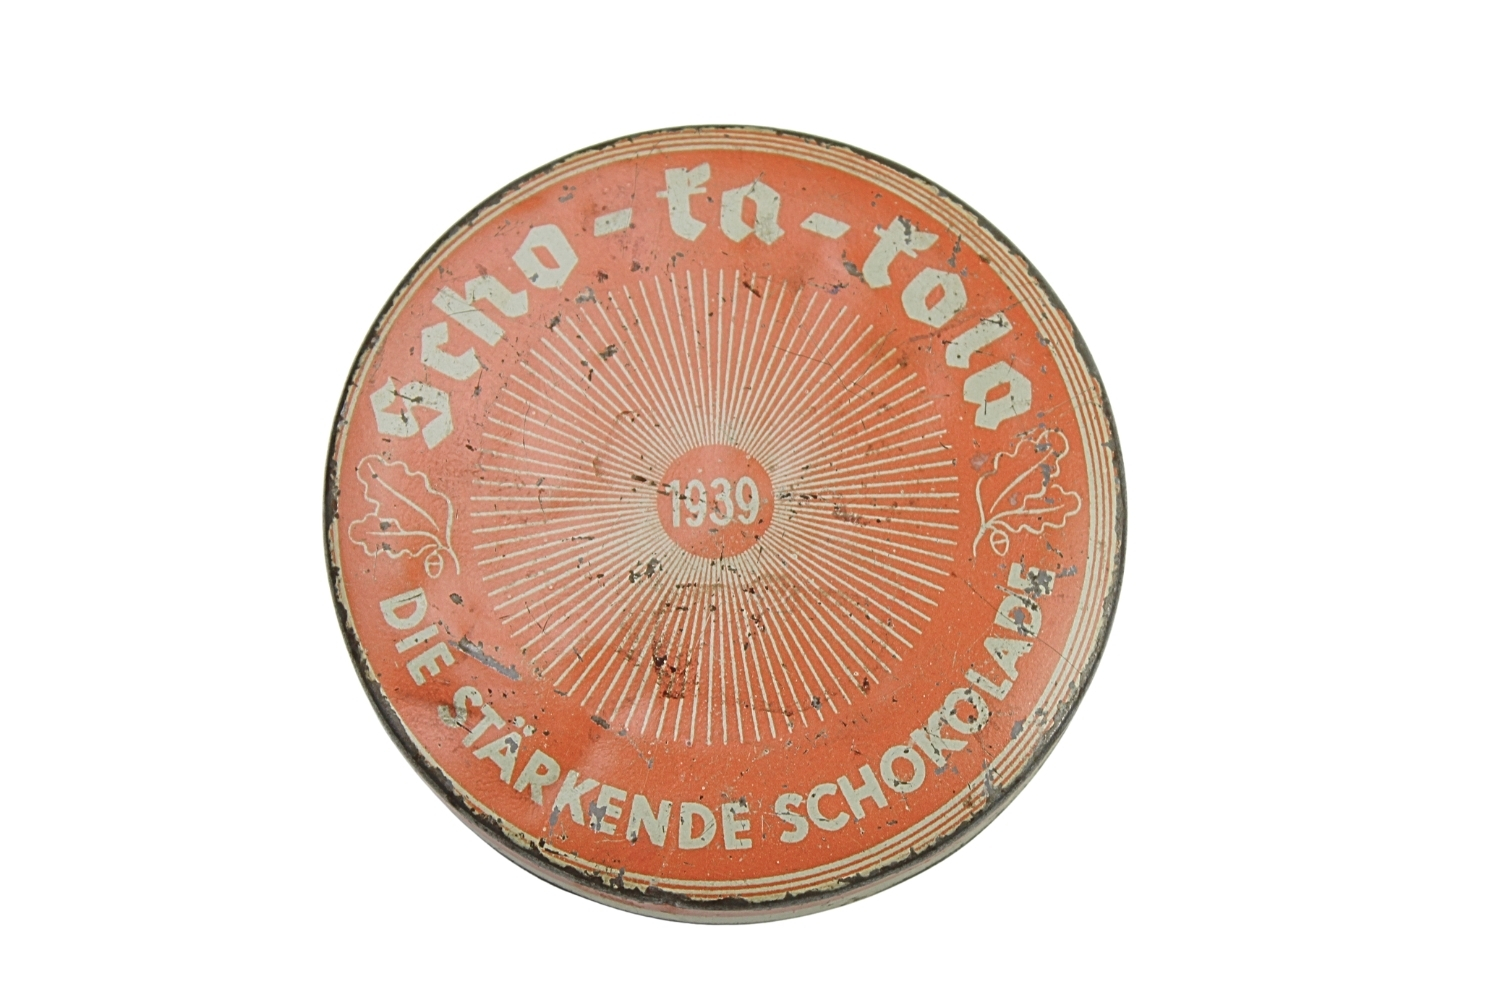 Scho-ka-kola
1939
DIE STÄRKENDE SCHOKOLADE